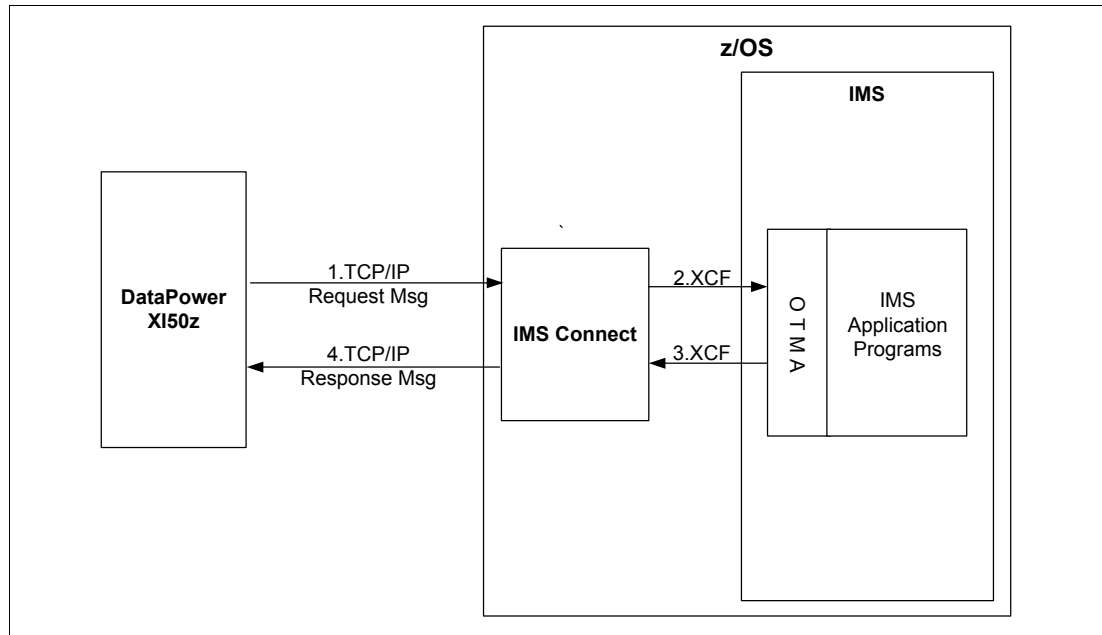 z/OS
IMS
DataPower
XI50z
1.TCP/IP
Request Msg
4.TCP/IP
Response Msg
`
IMS Connect
2.XCF
3.XCF
O T M A
IMS
Application
Programs